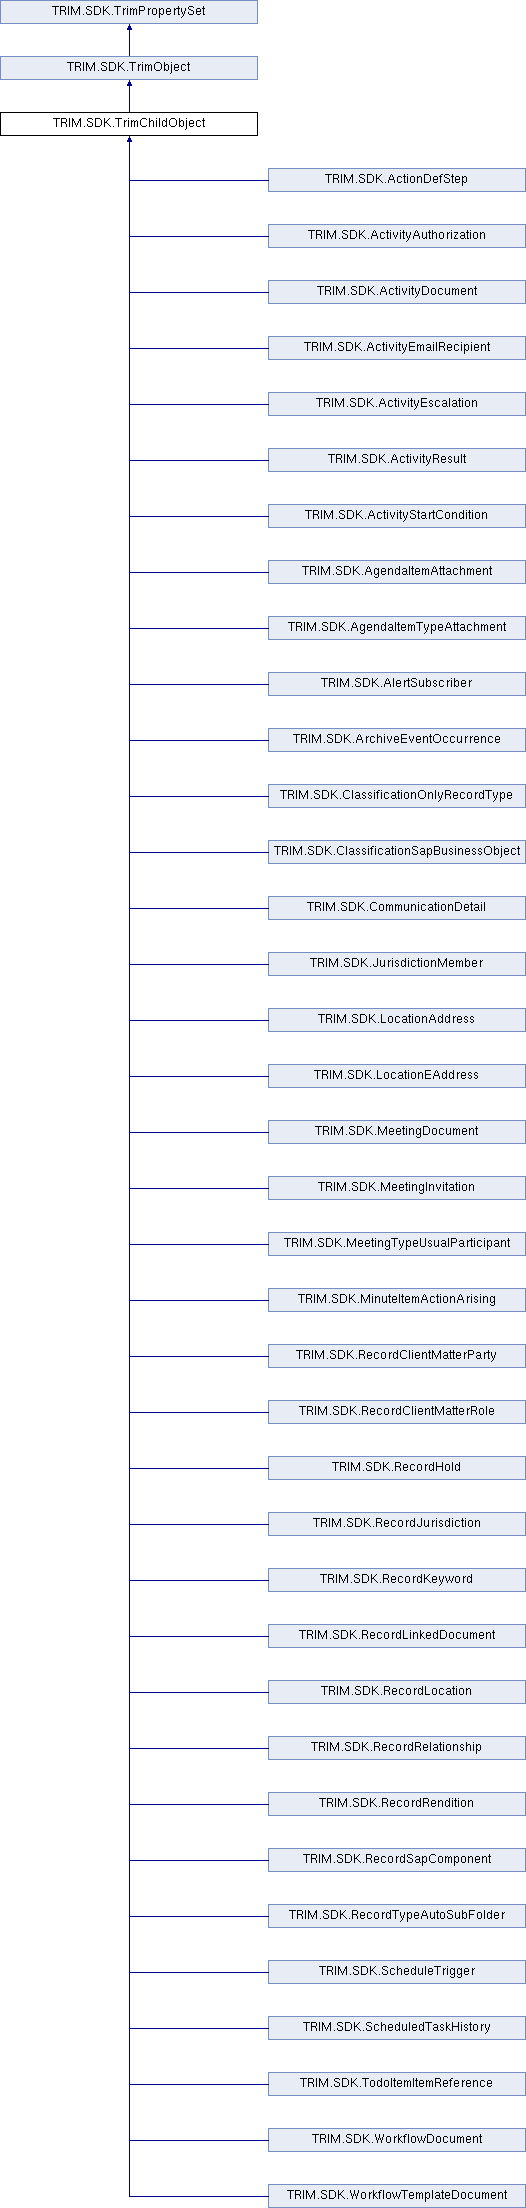 TRIM.SDK.TrimPropertySet
TRIM.SDK.TrimObject
TRIM.SDK.TrimChildObject
TRIM.SDK.ActionDefStep
TRIM.SDK.ActivityAuthorization
TRIM.SDK.ActivityDocument
TRIM.SDK.ActivityEmailRecipient
TRIM.SDK.ActivityEscalation
TRIM.SDK.ActivityResult
TRIM.SDK.ActivityStartCondition
TRIM.SDK.AgendaItemAttachment
TRIM.SDK.AgendaItemTypeAttachment
TRIM.SDK.AlertSubscriber
TRIM.SDK.ArchiveEventOccurrence
TRIM.SDK.ClassificationOnlyRecordType
TRIM.SDK.ClassificationSapBusinessObject
TRIM.SDK.CommunicationDetail
TRIM.SDK.JurisdictionMember
TRIM.SDK.LocationAddress
TRIM.SDK.LocationEAddress
TRIM.SDK.MeetingDocument
TRIM.SDK.MeetingInvitation
TRIM.SDK.MeetingTypeUsualParticipant
TRIM.SDK.MinuteItemActionArising
TRIM.SDK.RecordClientMatterParty
TRIM.SDK.RecordClientMatterRole
TRIM.SDK.RecordHold
TRIM.SDK.RecordJurisdiction
TRIM.SDK.RecordKeyword
TRIM.SDK.RecordLinkedDocument
TRIM.SDK.RecordLocation
TRIM.SDK.RecordRelationship
TRIM.SDK.RecordRendition
TRIM.SDK.RecordSapComponent
TRIM.SDK.RecordTypeAutoSubFolder
TRIM.SDK.ScheduleTrigger
TRIM.SDK.ScheduledTaskHistory
TRIM.SDK.TodoItemItemReference
TRIM.SDK.WorkflowDocument
TRIM.SDK.WorkflowTemplateDocument